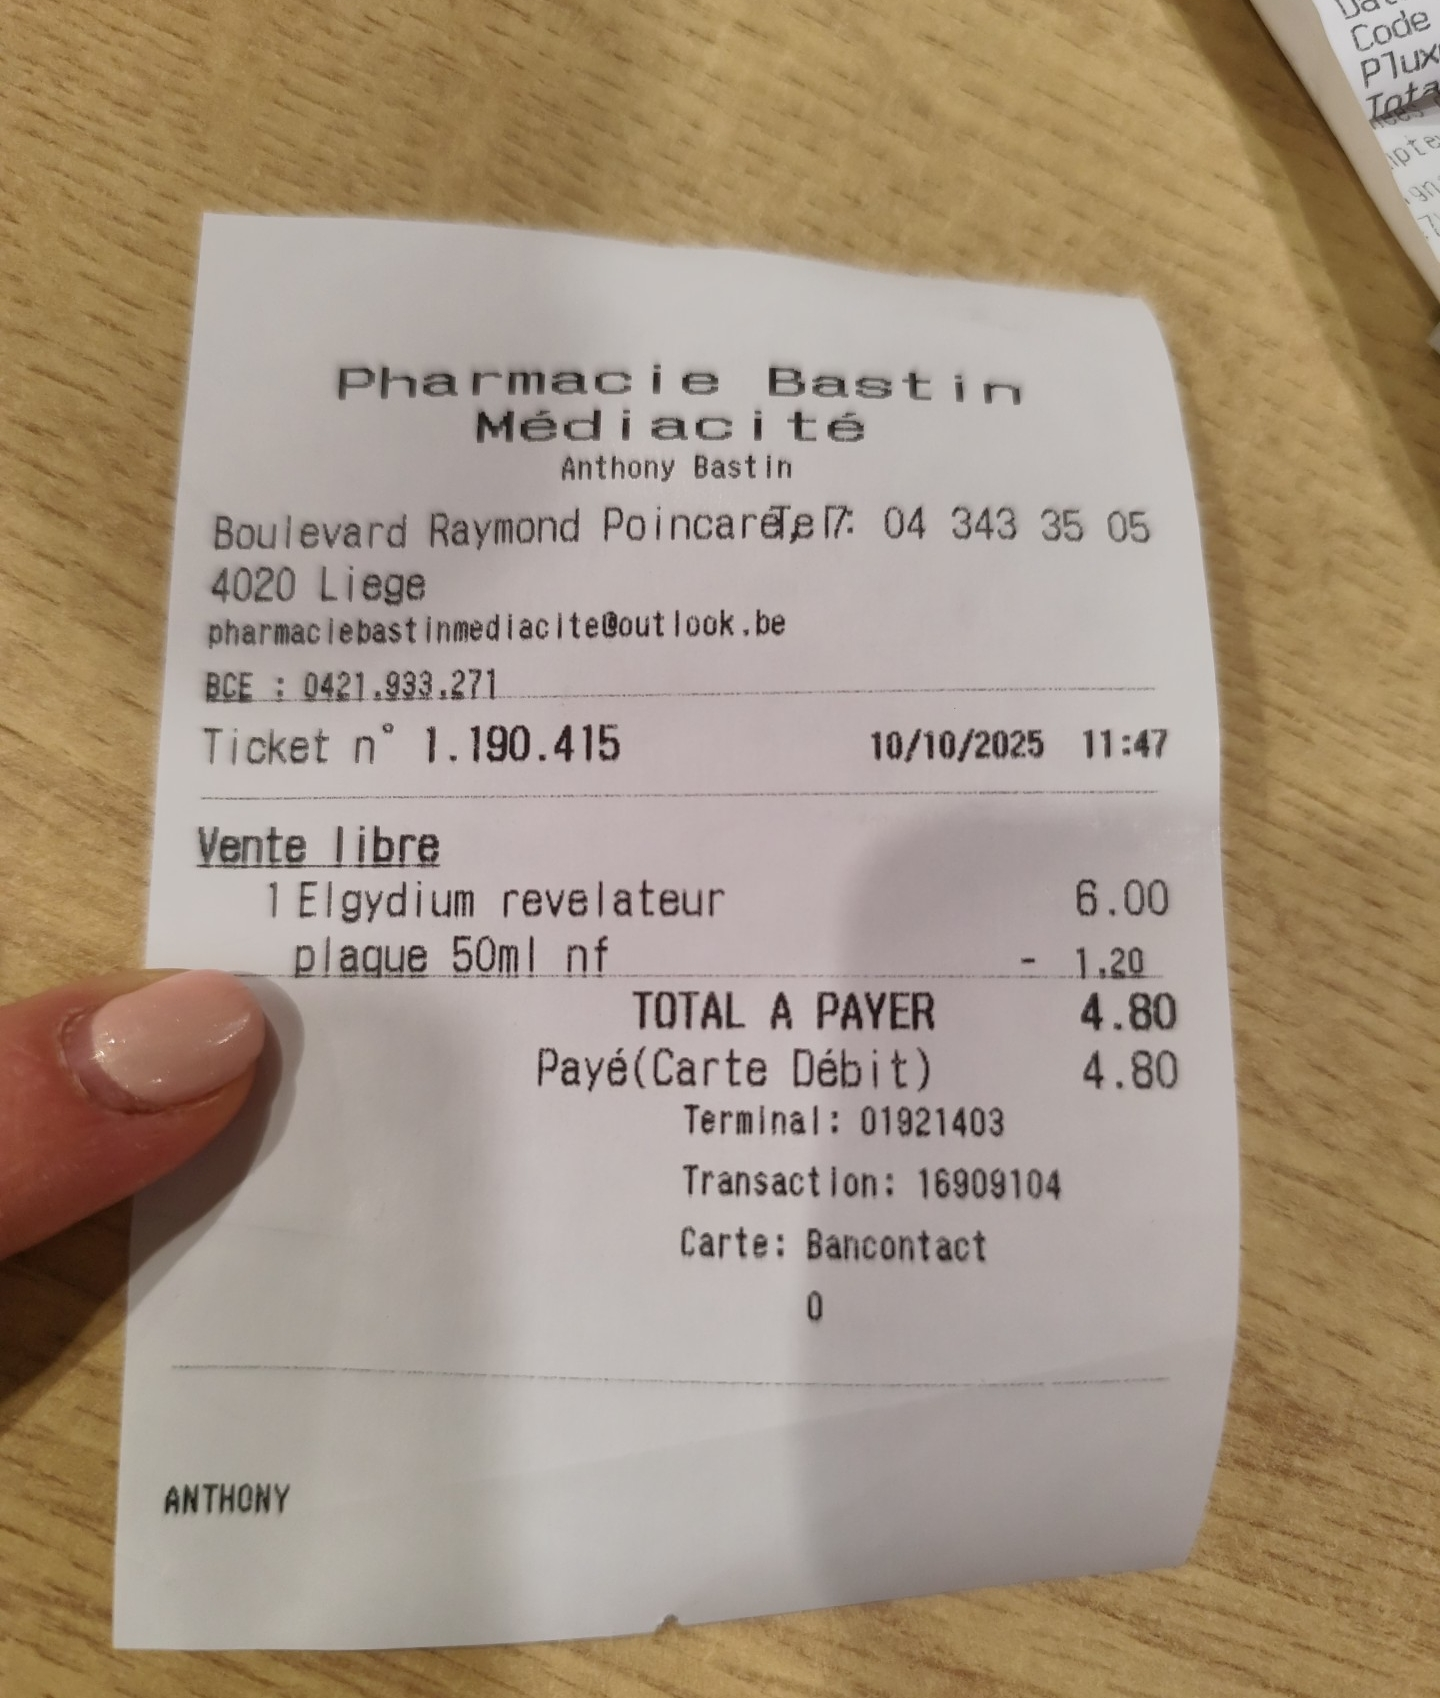 Pharmacie Bastin
Médiacité
Anthony Bastin
Boulevard Raymond Poincaré, 7 Tel: 04 343 35 05
4020 Liege
pharmaciebastinmediacite@outlook.be
BCE : 0421.933.271
Ticket n° 1.190.415 10/10/2025 11:47
Vente libre
1 Elgydium revelateur 6.00
plaque 50ml nf - 1.20
TOTAL A PAYER 4.80
Payé(Carte Débit) 4.80
Terminal: 01921403
Transaction: 16909104
Carte: Bancontact
0
ANTHONY
Code